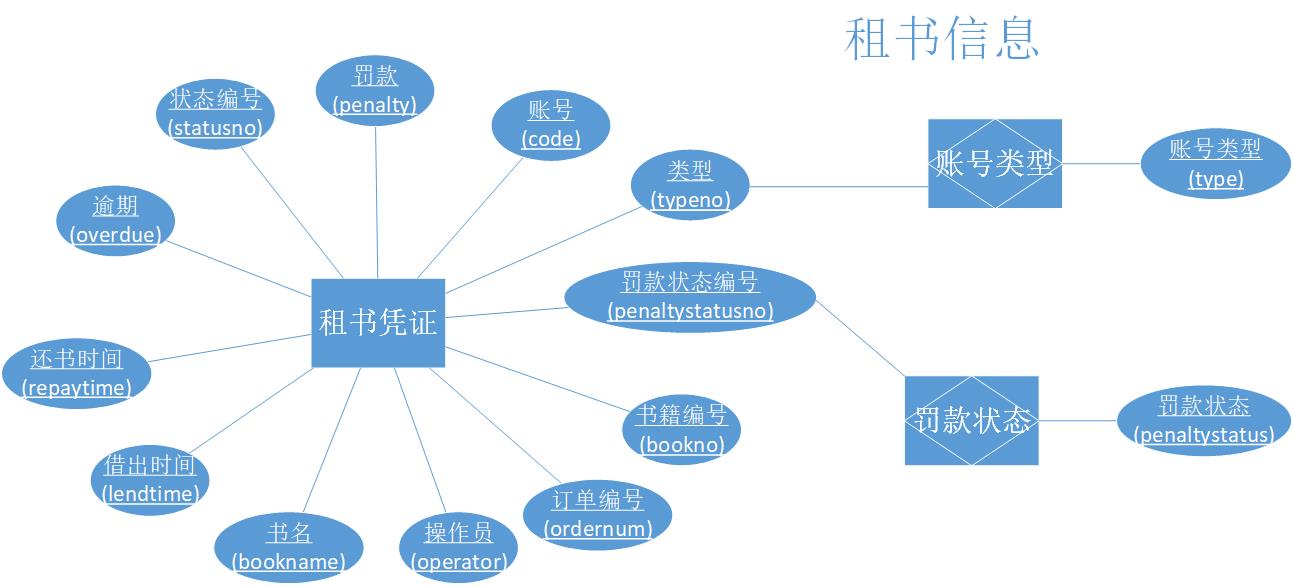 租书信息
罚款
(penalty)
状态编号
(statusno)
账号
(code)
类型
(typeno)
账号类型
账号类型
(type)
逾期
(overdue)
罚款状态编号
(penaltystatusno)
租书凭证
还书时间
(repaytime)
书籍编号
(bookno)
罚款状态
罚款状态
(penaltystatus)
借出时间
(lendtime)
订单编号
(ordernum)
书名
(bookname)
操作员
(operator)